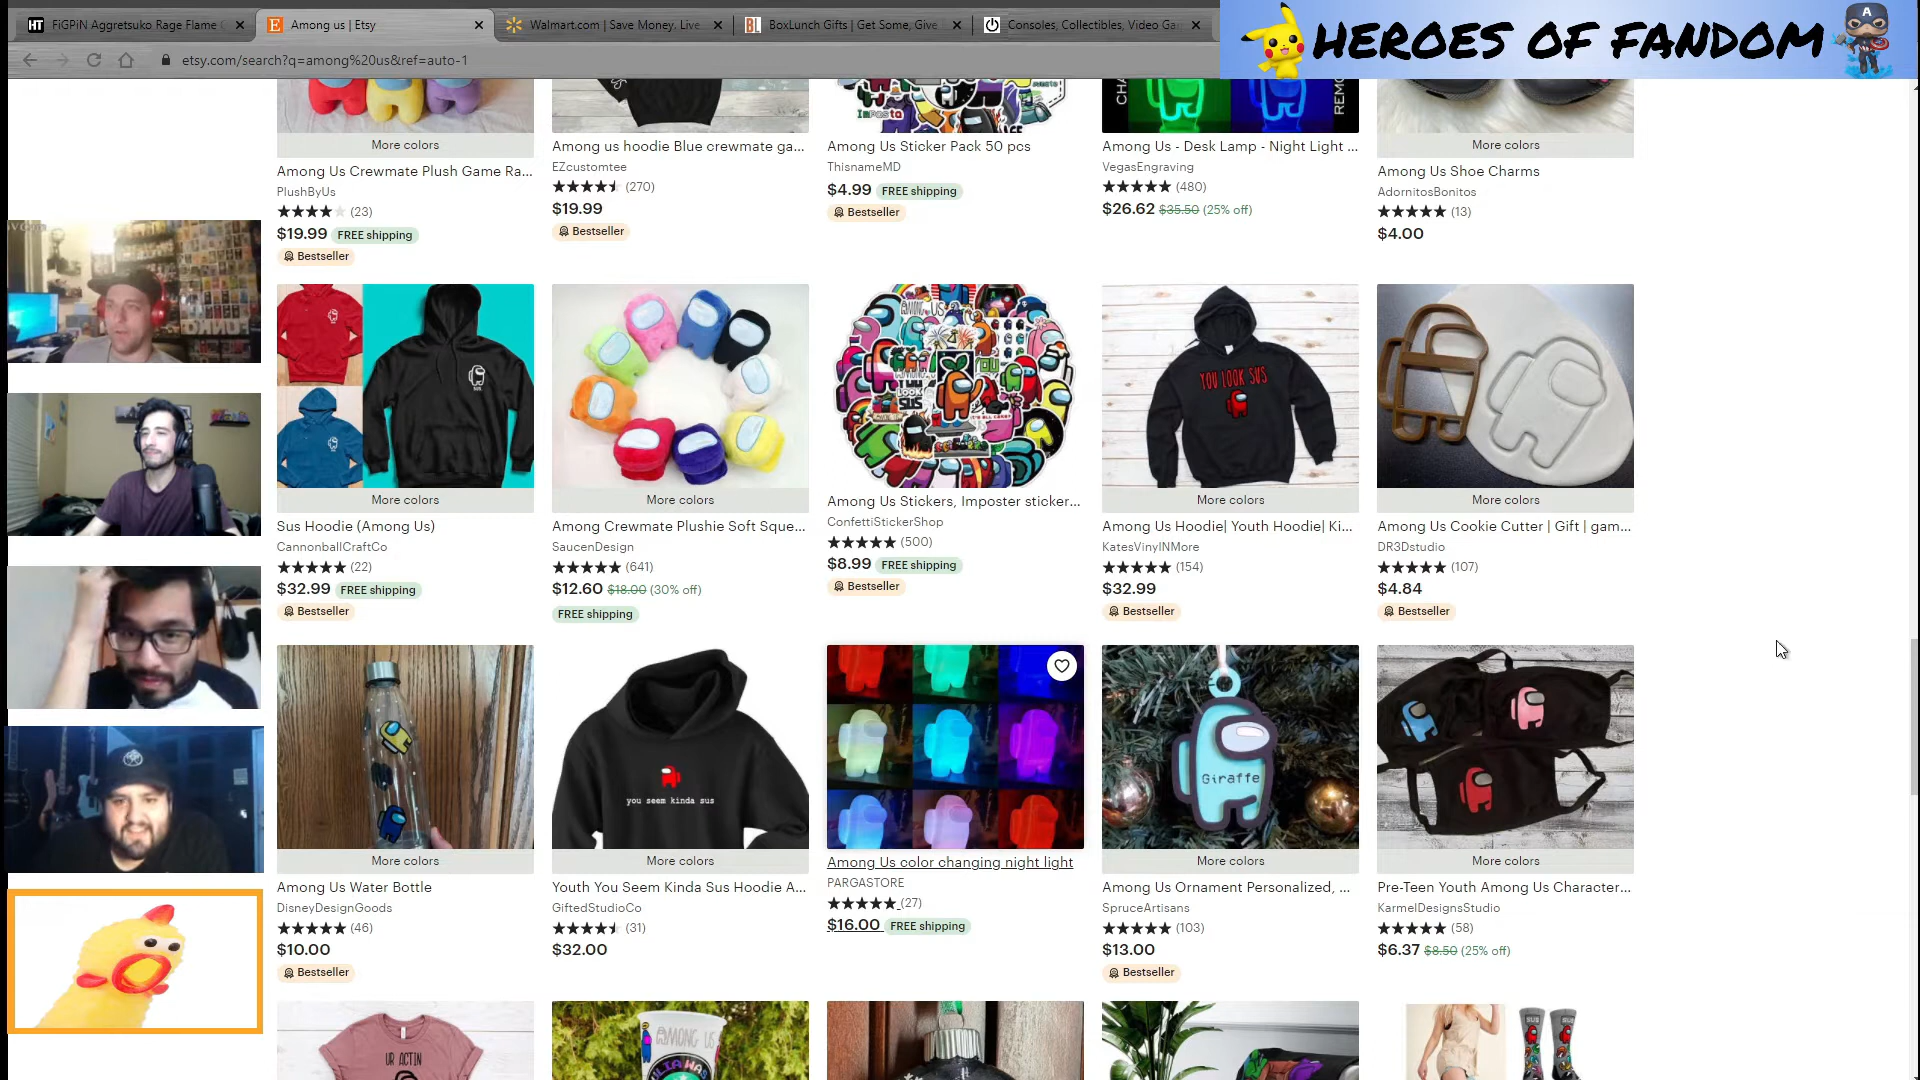 FiGPiN Aggretsuko Rage Flame
Among us | Etsy
Walmart.com | Save Money. Live
BoxLunch Gifts | Get Some, Give
Consoles, Collectibles, Video Ga
HEROES OF FANDOM
etsy.com/search?q=among%20us&ref=auto-1
More colors
Among Us Crewmate Plush Game Ra...
PlushByUs
(23)
$19.99 FREE shipping
Bestseller
Among us hoodie Blue crewmate ga...
EZcustomtee
(270)
$19.99
Bestseller
Among Us Sticker Pack 50 pcs
ThisnameMD
$4.99 FREE shipping
Bestseller
Among Us - Desk Lamp - Night Light ...
VegasEngraving
(480)
$26.62 $35.50 (25% off)
More colors
Among Us Shoe Charms
AdornitosBonitos
(13)
$4.00
More colors
Sus Hoodie (Among Us)
CannonballCraftCo
(22)
$32.99 FREE shipping
Bestseller
More colors
Among Crewmate Plushie Soft Sque...
SaucenDesign
(641)
$12.60 $18.00 (30% off)
FREE shipping
Among Us Stickers, Imposter sticker...
ConfettiStickerShop
(500)
$8.99 FREE shipping
Bestseller
YOU LOOK SUS
More colors
Among Us Hoodie| Youth Hoodie| Ki...
KatesVinylNMore
(154)
$32.99
Bestseller
More colors
Among Us Cookie Cutter | Gift | gam...
DR3Dstudio
(107)
$4.84
Bestseller
More colors
Among Us Water Bottle
DisneyDesignGoods
(46)
$10.00
Bestseller
you seem kinda sus
More colors
Youth You Seem Kinda Sus Hoodie A...
GiftedStudioCo
(31)
$32.00
Among Us color changing night light
PARGASTORE
(27)
$16.00 FREE shipping
Giraffe
More colors
Among Us Ornament Personalized, ...
SpruceArtisans
(103)
$13.00
Bestseller
More colors
Pre-Teen Youth Among Us Character...
KarmelDesignsStudio
(58)
$6.37 $8.50 (25% off)
UR ACTIN
AMONG US